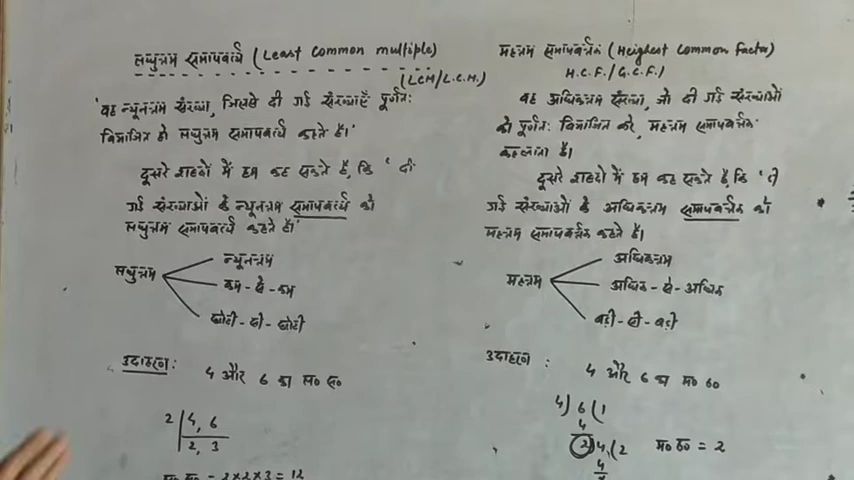 लघुत्तम समापवर्त्य (Least common multiple)
(LCM/L.C.M.)
'वह न्यूनतम संख्या, जिससे दी गई संख्याएँ पूर्णतः
विभाजित हो लघुत्तम समापवर्त्य कहते हैं।'
दूसरे शब्दों में हम कह सकते हैं, कि ' दी
गई संख्याओं के न्यूनतम समापवर्त्य को
लघुत्तम समापवर्त्य कहते हैं।'
लघुत्तम
न्यूनतम
कम - से - कम
छोटी - सी - छोटी
उदाहरण :
4 और 6 का ल० स०
2 | 4, 6
2, 3
= 2×2×3 = 12
महत्तम समापवर्तक (Heighest Common factor)
H.C.F./G.C.F./
वह अधिकतम संख्या, जो दी गई संख्याओं
को पूर्णतः विभाजित करे, महत्तम समापवर्तक
कहलाता है।
दूसरे शब्दों में हम कह सकते है, कि ' दी
गई संख्याओं के अधिकतम समापवर्तक को
महत्तम समापवर्तक कहते हैं।
महत्तम
अधिकतम
अधिक - से - अधिक
बड़ी - सी - बड़ी
उदाहरण :
4 और 6 का म० स०
4) 6 (1
4
2) 4 (2 म० स० = 2
4